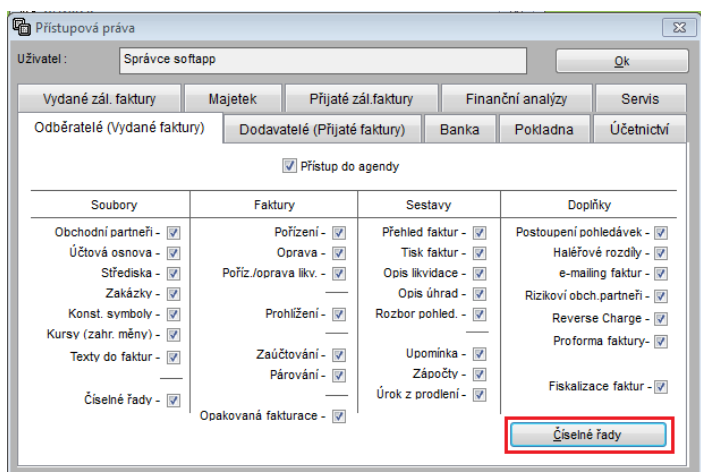 Přístupová práva
Uživatel :
Správce softapp
Ok
Vydané zál. faktury
Majetek
Přijaté zál.faktury
Finanční analýzy
Servis
Odběratelé (Vydané faktury)
Dodavatelé (Přijaté faktury)
Banka
Pokladna
Účetnictví
Přístup do agendy
Soubory
Obchodní partneři -
Účtová osnova -
Střediska -
Zakázky -
Konst. symboly -
Kursy (zahr. měny) -
Texty do faktur -
Číselné řady -
Faktury
Pořízení -
Oprava -
Poříz./oprava likv. -
Prohlížení -
Zaúčtování -
Párování -
Opakovaná fakturace -
Sestavy
Přehled faktur -
Tisk faktur -
Opis likvidace -
Opis úhrad -
Rozbor pohled. -
Upomínka -
Zápočty -
Úrok z prodlení -
Doplňky
Postoupení pohledávek -
Haléřové rozdíly -
e-mailing faktur -
Rizikoví obch.partneři -
Reverse Charge -
Proforma faktury-
Fiskalizace faktur -
Číselné řady